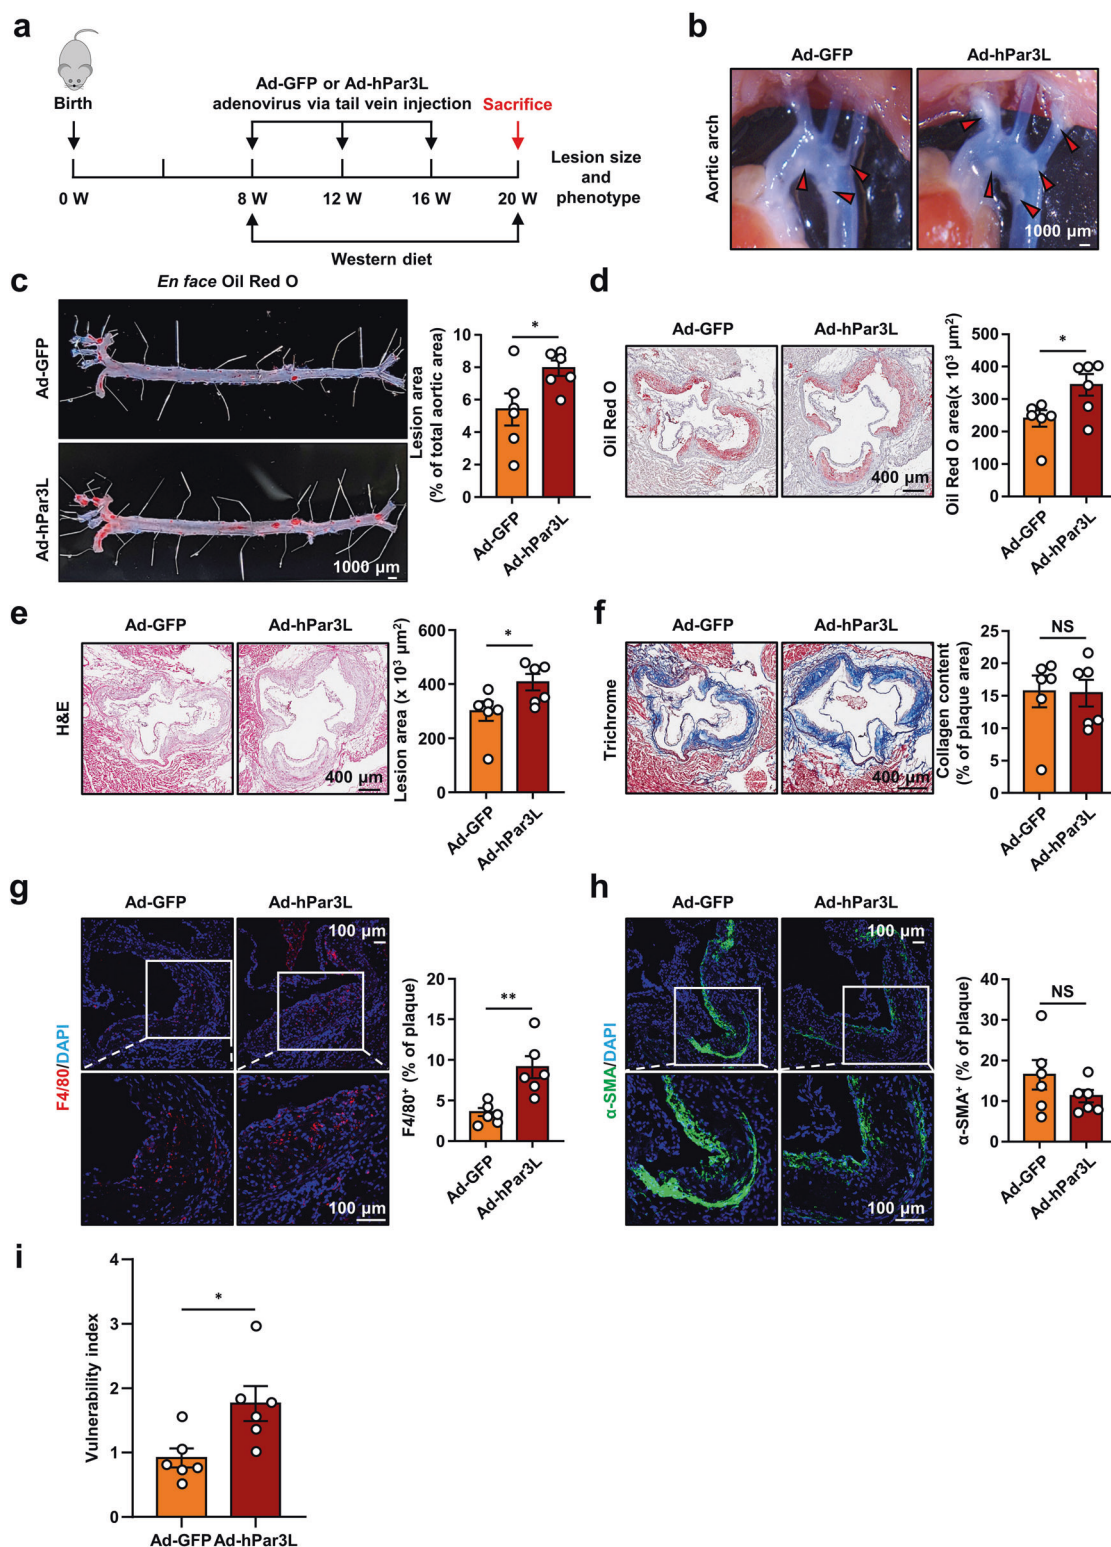 a
Birth
Ad-GFP or Ad-hPar3L
adenovirus via tail vein injection
Sacrifice
0 W
8 W
12 W
16 W
20 W
Lesion size
and
phenotype
Western diet
b
Ad-GFP
Ad-hPar3L
Aortic arch
1000 µm
c
En face Oil Red O
Ad-GFP
Ad-hPar3L
1000 µm
Lesion area
(% of total aortic area)
10
8
6
4
2
0
*
Ad-GFP
Ad-hPar3L
d
Ad-GFP
Ad-hPar3L
Oil Red O
400 µm
Oil Red O area(x 10³ µm²)
500
400
300
200
100
0
*
Ad-GFP
Ad-hPar3L
e
Ad-GFP
Ad-hPar3L
H&E
400 µm
Lesion area (x 10³ µm²)
600
400
200
0
*
Ad-GFP
Ad-hPar3L
f
Ad-GFP
Ad-hPar3L
Trichrome
400 µm
Collagen content
(% of plaque area)
25
20
15
10
5
0
NS
Ad-GFP
Ad-hPar3L
g
Ad-GFP
Ad-hPar3L
F4/80/DAPI
100 µm
100 µm
F4/80⁺ (% of plaque)
20
15
10
5
0
**
Ad-GFP
Ad-hPar3L
h
Ad-GFP
Ad-hPar3L
α-SMA/DAPI
100 µm
100 µm
α-SMA⁺ (% of plaque)
40
30
20
10
0
NS
Ad-GFP
Ad-hPar3L
i
Vulnerability index
4
3
2
1
0
*
Ad-GFP Ad-hPar3L